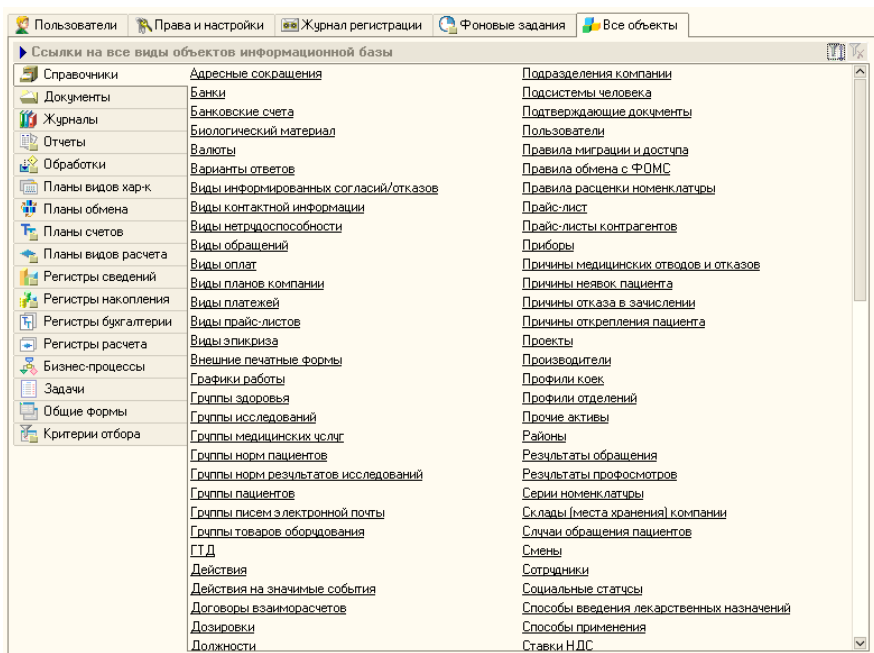 Пользователи
Права и настройки
Журнал регистрации
Фоновые задания
Все объекты
Ссылки на все виды объектов информационной базы
Справочники
Документы
Журналы
Отчеты
Обработки
Планы видов хар-к
Планы обмена
Планы счетов
Планы видов расчета
Регистры сведений
Регистры накопления
Регистры бухгалтерии
Регистры расчета
Бизнес-процессы
Задачи
Общие формы
Критерии отбора
Адресные сокращения
Банки
Банковские счета
Биологический материал
Валюты
Варианты ответов
Виды информированных согласий/отказов
Виды контактной информации
Виды нетрудоспособности
Виды обращений
Виды оплат
Виды планов компании
Виды платежей
Виды прайс-листов
Виды эпикриза
Внешние печатные формы
Графики работы
Группы здоровья
Группы исследований
Группы медицинских услуг
Группы норм пациентов
Группы норм результатов исследований
Группы пациентов
Группы писем электронной почты
Группы товаров оборудования
ГТД
Действия
Действия на значимые события
Договоры взаиморасчетов
Дозировки
Должности
Подразделения компании
Подсистемы человека
Подтверждающие документы
Пользователи
Правила миграции и доступа
Правила обмена с ФОМС
Правила расценки номенклатуры
Прайс-лист
Прайс-листы контрагентов
Приборы
Причины медицинских отводов и отказов
Причины неявок пациента
Причины отказа в зачислении
Причины открепления пациента
Проекты
Производители
Профили коек
Профили отделений
Прочие активы
Районы
Результаты обращения
Результаты профосмотров
Серии номенклатуры
Склады (места хранения) компании
Случаи обращения пациентов
Смены
Сотрудники
Социальные статусы
Способы введения лекарственных назначений
Способы применения
Ставки НДС